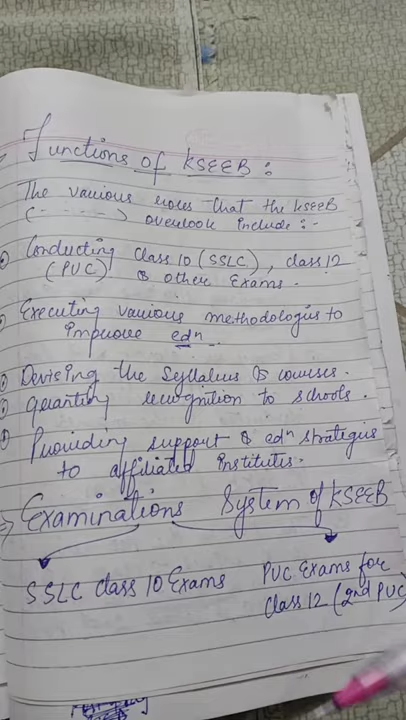 Functions of KSEEB :
The various roles that the KSEEB
(- - - - - -) overlook include :-
Conducting Class 10 (SSLC), class 12
(PUC) & other Exams.
Executing various methodologies to
improve edⁿ.
Devising the Syllabus & courses.
Granting recognition to schools.
Providing support & edⁿ strategies
to affiliated institutes.
Examinations System of KSEEB
SSLC class 10 Exams PUC Exams for
class 12 (2nd PUC)